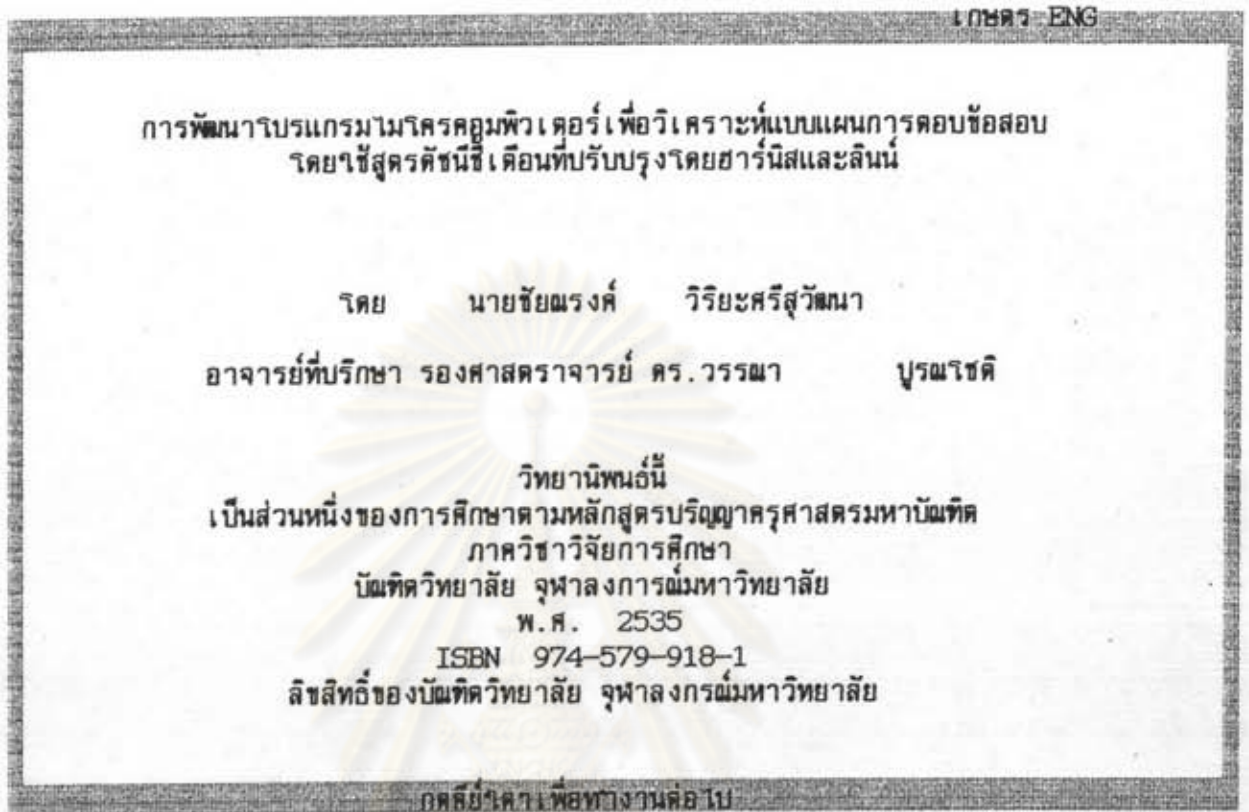 เกษตร ENG
การพัฒนาโปรแกรมไมโครคอมพิวเตอร์เพื่อวิเคราะห์แบบแผนการตอบข้อสอบ
โดยใช้สูตรดัชนีชี้เตือนที่ปรับปรุงโดยฮาร์นิสและลินน์
โดย นายชัยณรงค์ วิริยะศรีสุวัฒนา
อาจารย์ที่บรึกษา รองศาสตราจารย์ ดร.วรรณา ปูรณโชติ
วิทยานิพนธ์นี้
เป็นส่วนหนึ่งของการศึกษาตามหลักสูตรปริญญาครุศาสตรมหาบัณฑิต
ภาควิชาวิจัยการศึกษา
บัณฑิตวิทยาลัย จุฬาลงการณ์มหาวิทยาลัย
พ.ศ. 2535
ISBN 974-579-918-1
ลิขสิทธิ์ของบัณฑิตวิทยาลัย จุฬาลงกรณ์มหาวิทยาลัย
กดคีย์ใดๆเพื่อทำงานต่อไป